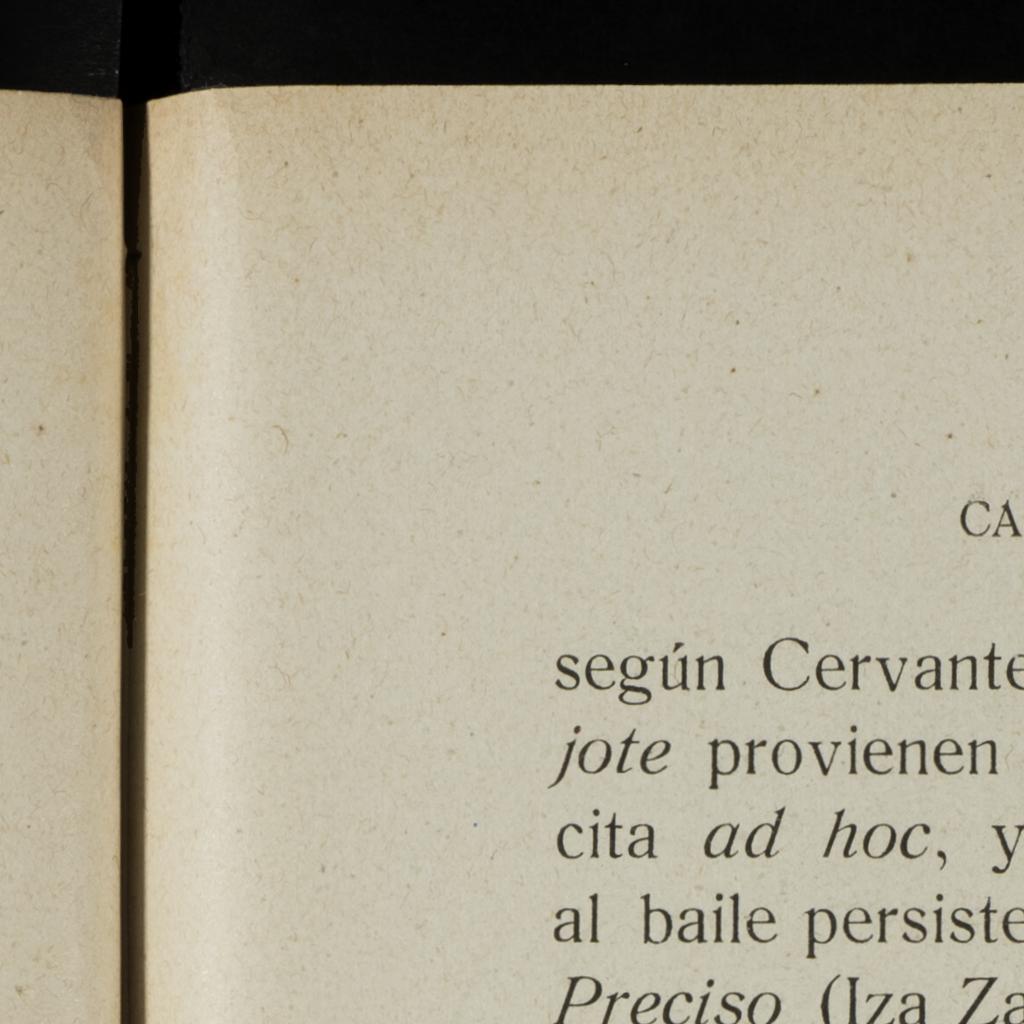 CA
según Cervante
jote provienen
cita ad hoc, y
al baile persiste
Preciso (Iza Za